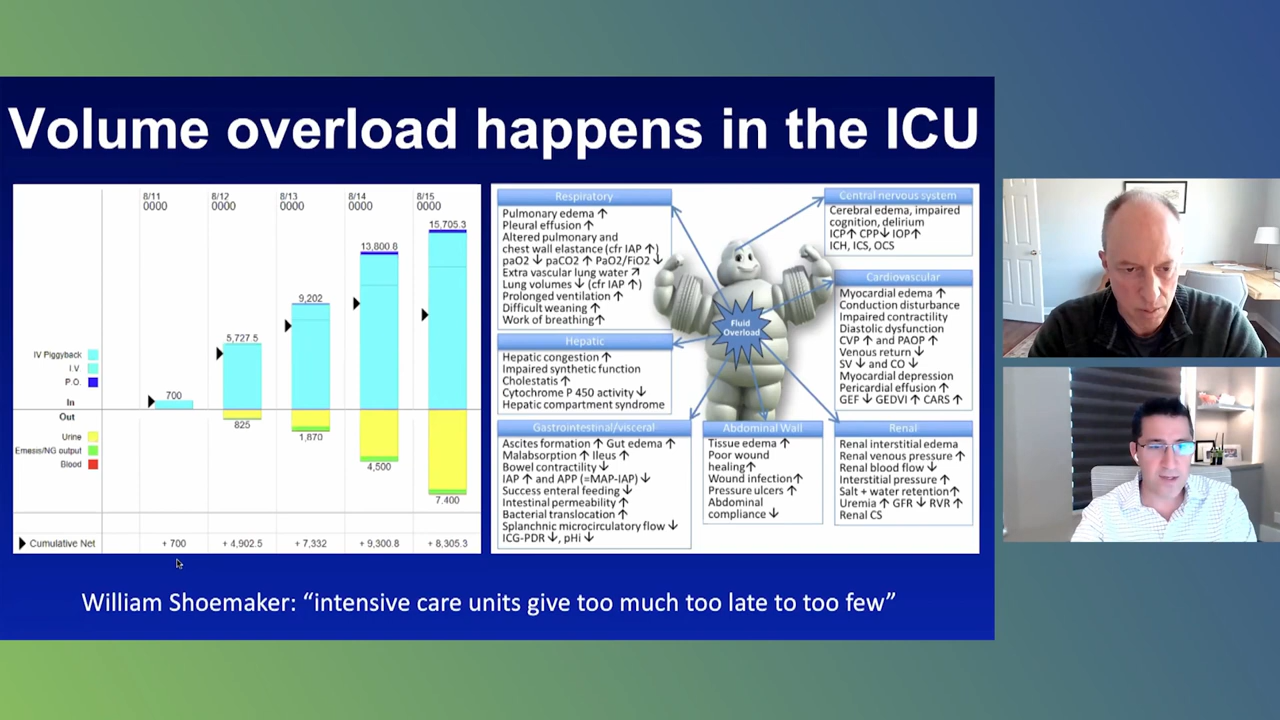 Volume overload happens in the ICU
8/11
0000
8/12
0000
8/13
0000
8/14
0000
8/15
0000
15,705.3
13,800.8
9,202
5,727.5
700
IV Piggyback
I.V.
P.O.
In
Out
Urine
Emesis/NG output
Blood
825
1,870
4,500
7.400
Cumulative Net
+ 700
+ 4,902.5
+ 7,332
+ 9,300.8
+ 8,305.3
Respiratory
Pulmonary edema ↑
Pleural effusion ↑
Altered pulmonary and
chest wall elastance (cfr IAP ↑)
paO2 ↓ paCO2 ↑ PaO2/FiO2 ↓
Extra vascular lung water ↗
Lung volumes ↓ (cfr IAP ↑)
Prolonged ventilation ↑
Difficult weaning ↑
Work of breathing↑
Hepatic
Hepatic congestion ↑
Impaired synthetic function
Cholestatis ↑
Cytochrome P 450 activity ↓
Hepatic compartment syndrome
Gastrointestinal/visceral
Ascites formation ↑ Gut edema ↑
Malabsorption ↑ Ileus ↑
Bowel contractility ↓
IAP ↑ and APP (=MAP-IAP) ↓
Success enteral feeding ↓
Intestinal permeability ↑
Bacterial translocation ↑
Splanchnic microcirculatory flow ↓
ICG-PDR ↓, pHi ↓
Fluid
Overload
Abdominal Wall
Tissue edema ↑
Poor wound
healing↑
Wound infection↑
Pressure ulcers ↑
Abdominal
compliance ↓
Central nervous system
Cerebral edema, impaired
cognition, delirium
ICP↑ CPP↓ IOP↑
ICH, ICS, OCS
Cardiovascular
Myocardial edema ↑
Conduction disturbance
Impaired contractility
Diastolic dysfunction
CVP ↑ and PAOP ↑
Venous return ↓
SV ↓ and CO ↓
Myocardial depression
Pericardial effusion ↑
GEF ↓ GEDVI ↑ CARS ↑
Renal
Renal interstitial edema
Renal venous pressure ↑
Renal blood flow ↓
Interstitial pressure ↑
Salt + water retention↑
Uremia ↑ GFR ↓ RVR ↑
Renal CS
William Shoemaker: “intensive care units give too much too late to too few”